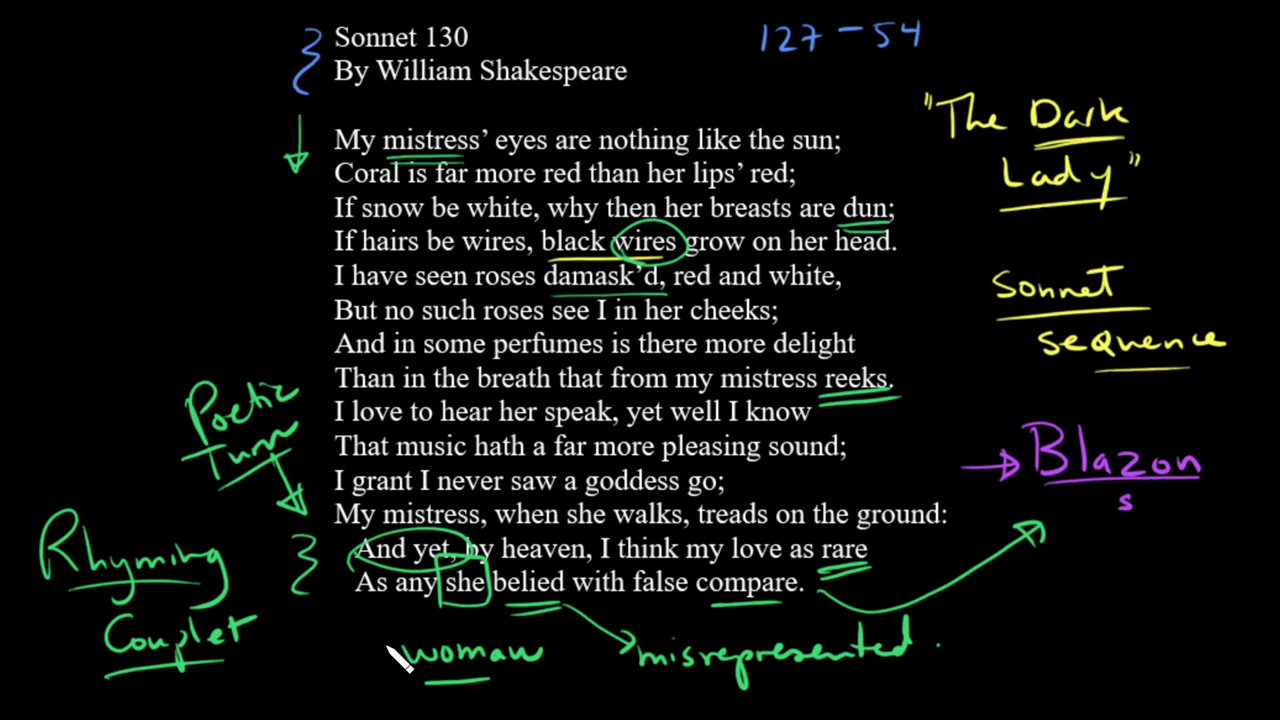 Sonnet 130
127 - 54
By William Shakespeare
"The Dark
Lady"
My mistress’ eyes are nothing like the sun;
Coral is far more red than her lips’ red;
If snow be white, why then her breasts are dun;
If hairs be wires, black wires grow on her head.
I have seen roses damask’d, red and white,
But no such roses see I in her cheeks;
And in some perfumes is there more delight
Than in the breath that from my mistress reeks.
I love to hear her speak, yet well I know
That music hath a far more pleasing sound;
I grant I never saw a goddess go;
My mistress, when she walks, treads on the ground:
And yet, by heaven, I think my love as rare
As any she belied with false compare.
Sonnet
sequence
Blazon
s
Poetic
Turn
Rhyming
Couplet
woman
misrepresented.